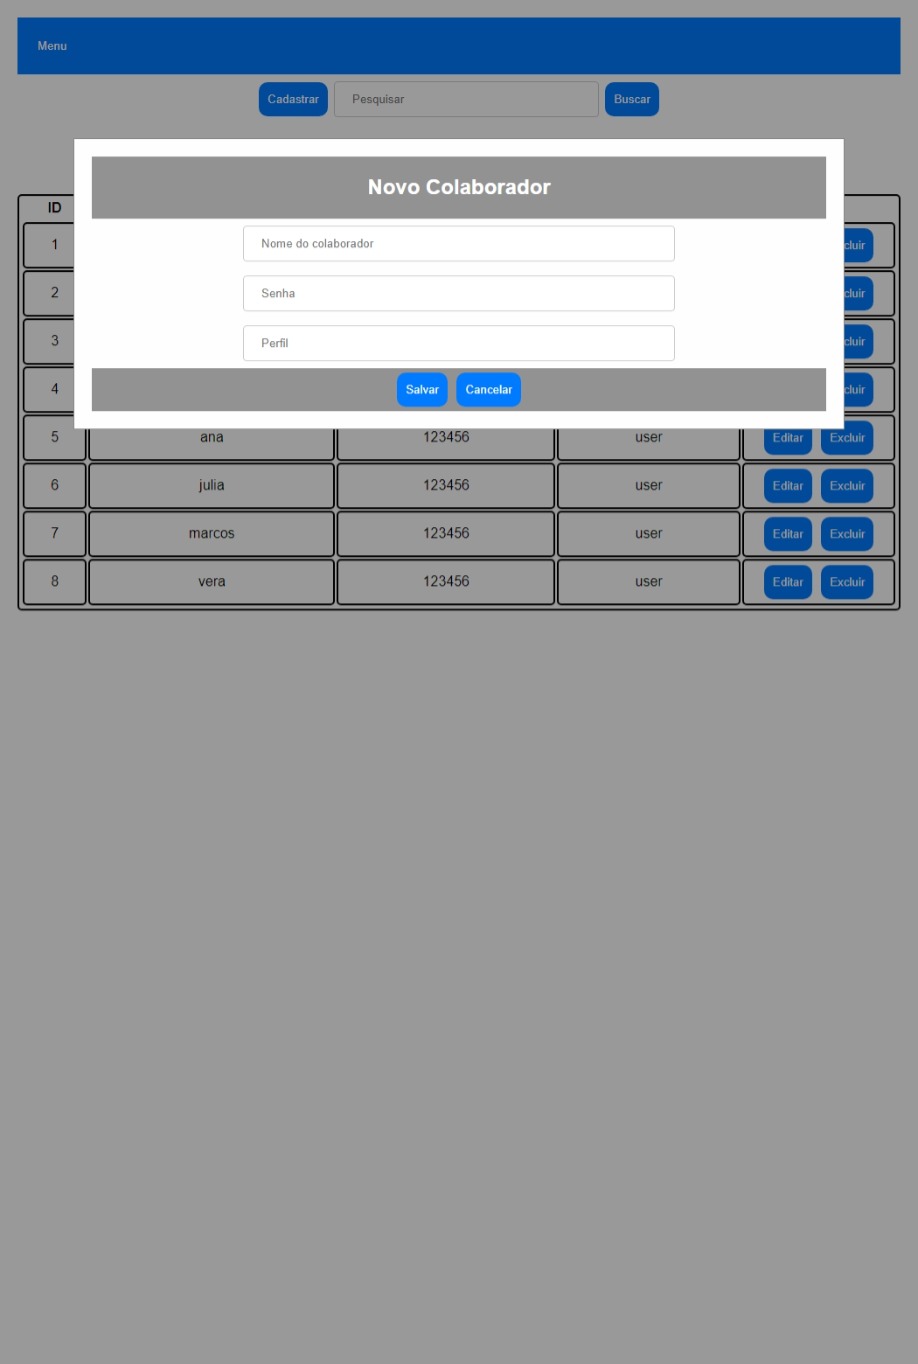 Menu
Cadastrar Pesquisar Buscar
Novo Colaborador
ID
Nome do colaborador
1 cluir
Senha
2 cluir
Perfil
3 cluir
4 Salvar Cancelar cluir
5 ana 123456 user Editar Excluir
6 julia 123456 user Editar Excluir
7 marcos 123456 user Editar Excluir
8 vera 123456 user Editar Excluir